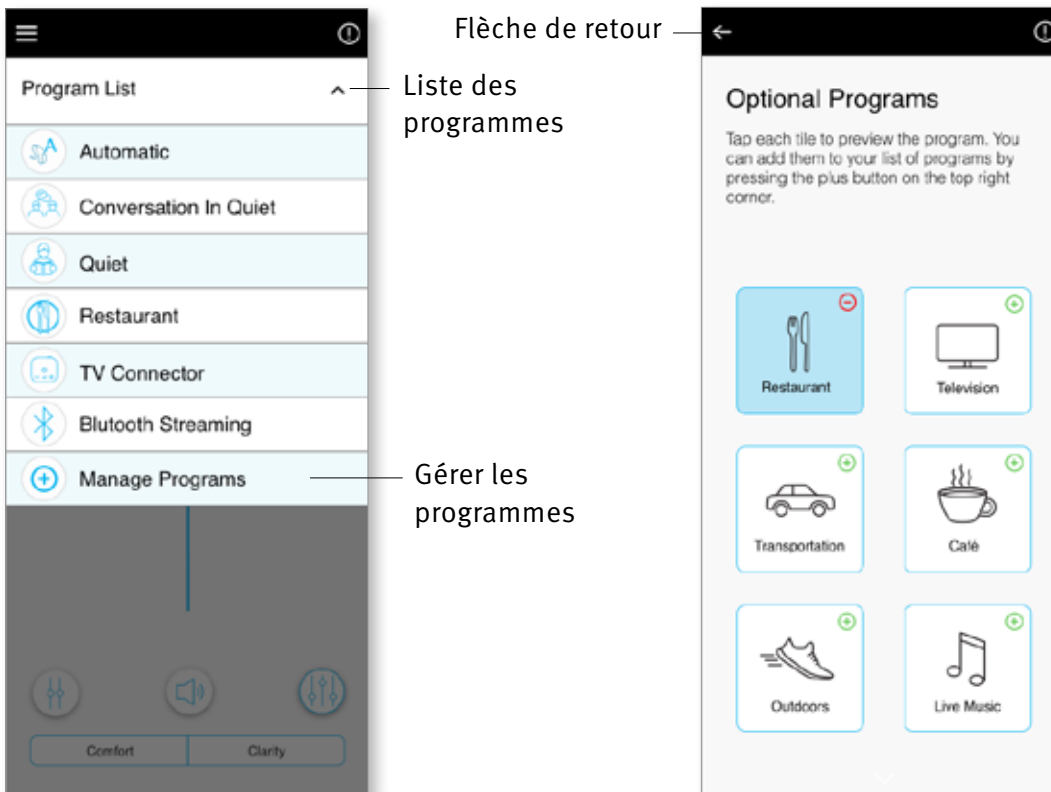 Program List
Automatic
Conversation In Quiet
Quiet
Restaurant
TV Connector
Blutooth Streaming
Manage Programs
Comfort
Clarity
Liste des
programmes
Gérer les
programmes
Flèche de retour
Optional Programs
Tap each tile to preview the program. You
can add them to your list of programs by
pressing the plus button on the top right
corner.
Restaurant
Television
Transportation
Café
Outdoors
Live Music